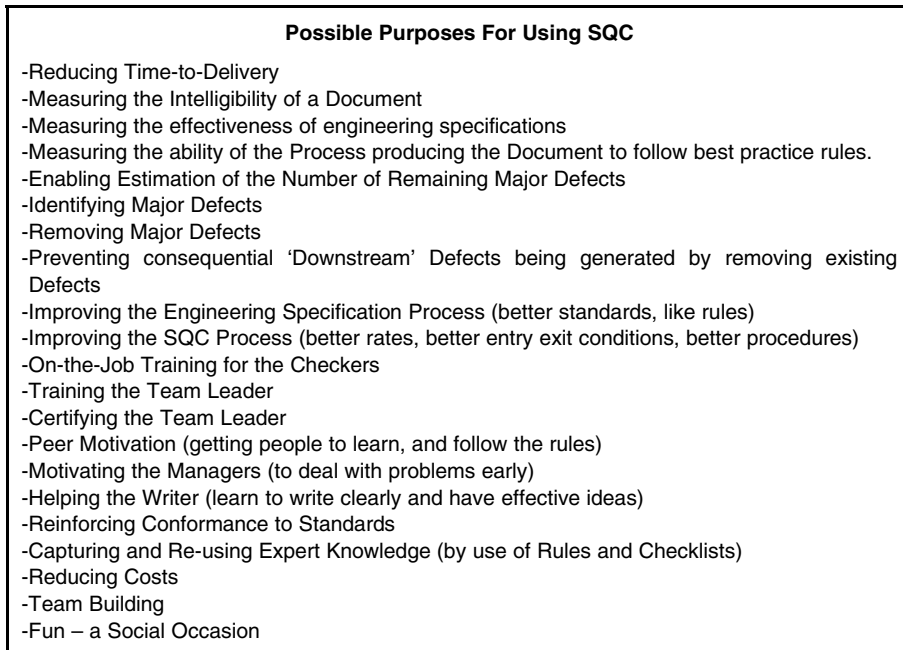 Possible Purposes For Using SQC
-Reducing Time-to-Delivery
-Measuring the Intelligibility of a Document
-Measuring the effectiveness of engineering specifications
-Measuring the ability of the Process producing the Document to follow best practice rules.
-Enabling Estimation of the Number of Remaining Major Defects
-Identifying Major Defects
-Removing Major Defects
-Preventing consequential ‘Downstream’ Defects being generated by removing existing
Defects
-Improving the Engineering Specification Process (better standards, like rules)
-Improving the SQC Process (better rates, better entry exit conditions, better procedures)
-On-the-Job Training for the Checkers
-Training the Team Leader
-Certifying the Team Leader
-Peer Motivation (getting people to learn, and follow the rules)
-Motivating the Managers (to deal with problems early)
-Helping the Writer (learn to write clearly and have effective ideas)
-Reinforcing Conformance to Standards
-Capturing and Re-using Expert Knowledge (by use of Rules and Checklists)
-Reducing Costs
-Team Building
-Fun – a Social Occasion